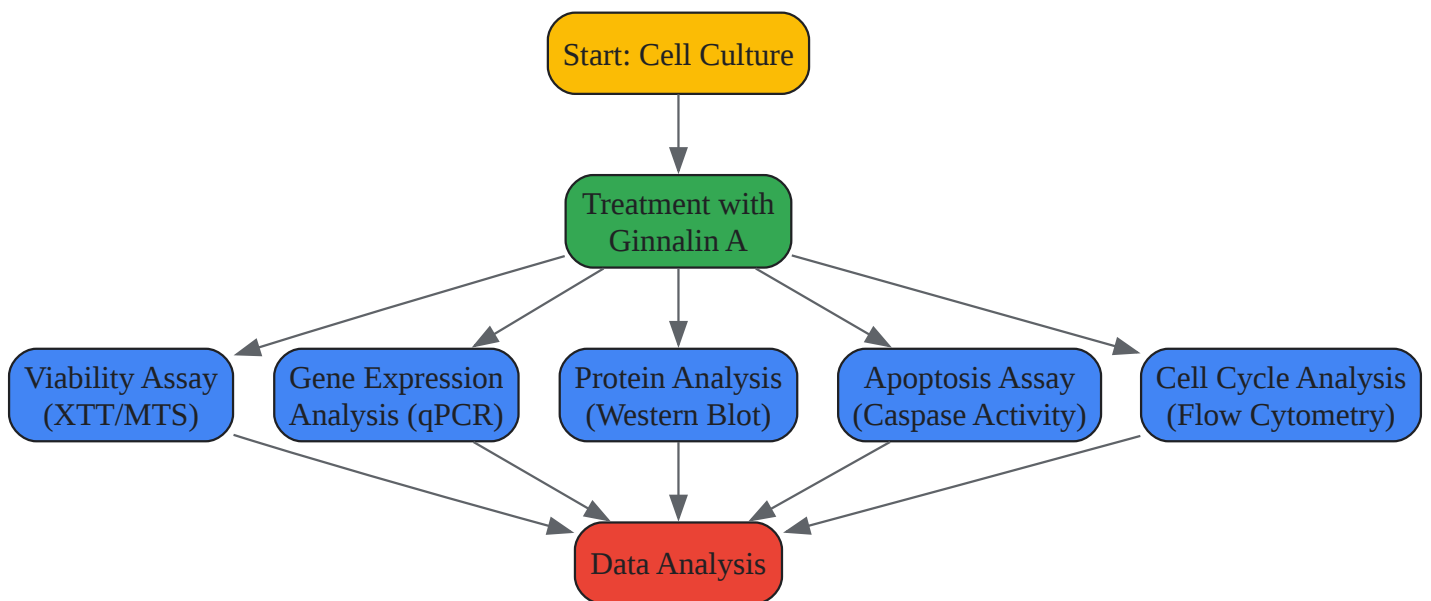 Start: Cell Culture
Treatment with
Ginnalin A
Viability Assay
(XTT/MTS)
Gene Expression
Analysis (qPCR)
Protein Analysis
(Western Blot)
Apoptosis Assay
(Caspase Activity)
Cell Cycle Analysis
(Flow Cytometry)
Data Analysis